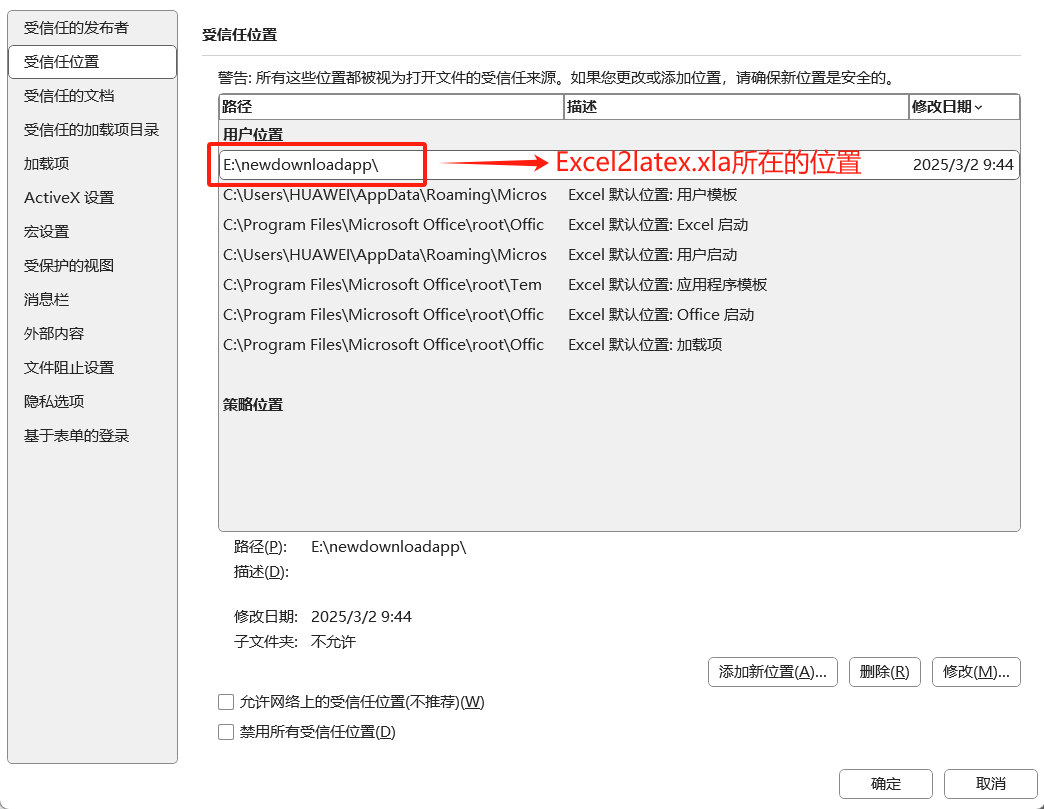 受信任的发布者
受信任位置
受信任的文档
受信任的加载项目录
加载项
ActiveX 设置
宏设置
受保护的视图
消息栏
外部内容
文件阻止设置
隐私选项
基于表单的登录
受信任位置
警告: 所有这些位置都被视为打开文件的受信任来源。如果您更改或添加位置，请确保新位置是安全的。
路径 描述 修改日期
用户位置
E:\newdownloadapp\ Excel2latex.xla所在的位置 2025/3/2 9:44
C:\Users\HUAWEI\AppData\Roaming\Micros Excel 默认位置: 用户模板
C:\Program Files\Microsoft Office\root\Offic Excel 默认位置: Excel 启动
C:\Users\HUAWEI\AppData\Roaming\Micros Excel 默认位置: 用户启动
C:\Program Files\Microsoft Office\root\Tem Excel 默认位置: 应用程序模板
C:\Program Files\Microsoft Office\root\Offic Excel 默认位置: Office 启动
C:\Program Files\Microsoft Office\root\Offic Excel 默认位置: 加载项
策略位置
路径(P): E:\newdownloadapp\
描述(D):
修改日期: 2025/3/2 9:44
子文件夹: 不允许
添加新位置(A)... 删除(R) 修改(M)...
允许网络上的受信任位置(不推荐)(W)
禁用所有受信任位置(D)
确定 取消